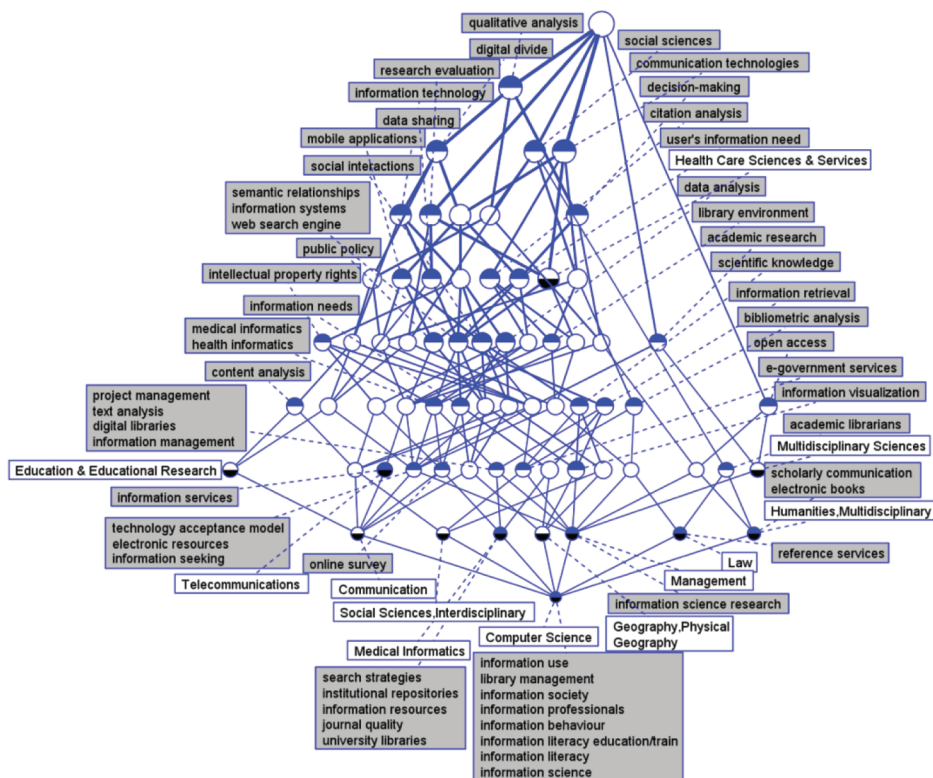 qualitative analysis
social sciences
digital divide
communication technologies
research evaluation
decision-making
information technology
citation analysis
data sharing
user's information need
mobile applications
Health Care Sciences & Services
social interactions
data analysis
semantic relationships
information systems
web search engine
library environment
academic research
public policy
scientific knowledge
intellectual property rights
information retrieval
information needs
bibliometric analysis
medical informatics
health informatics
open access
content analysis
e-government services
project management
text analysis
digital libraries
information management
information visualization
academic librarians
Multidisciplinary Sciences
Education & Educational Research
scholarly communication
electronic books
information services
Humanities,Multidisciplinary
technology acceptance model
electronic resources
information seeking
reference services
online survey
Law
Telecommunications
Communication
Management
Social Sciences,Interdisciplinary
information science research
Computer Science
Geography,Physical
Geography
Medical Informatics
search strategies
institutional repositories
information resources
journal quality
university libraries
information use
library management
information society
information professionals
information behaviour
information literacy education/train
information literacy
information science